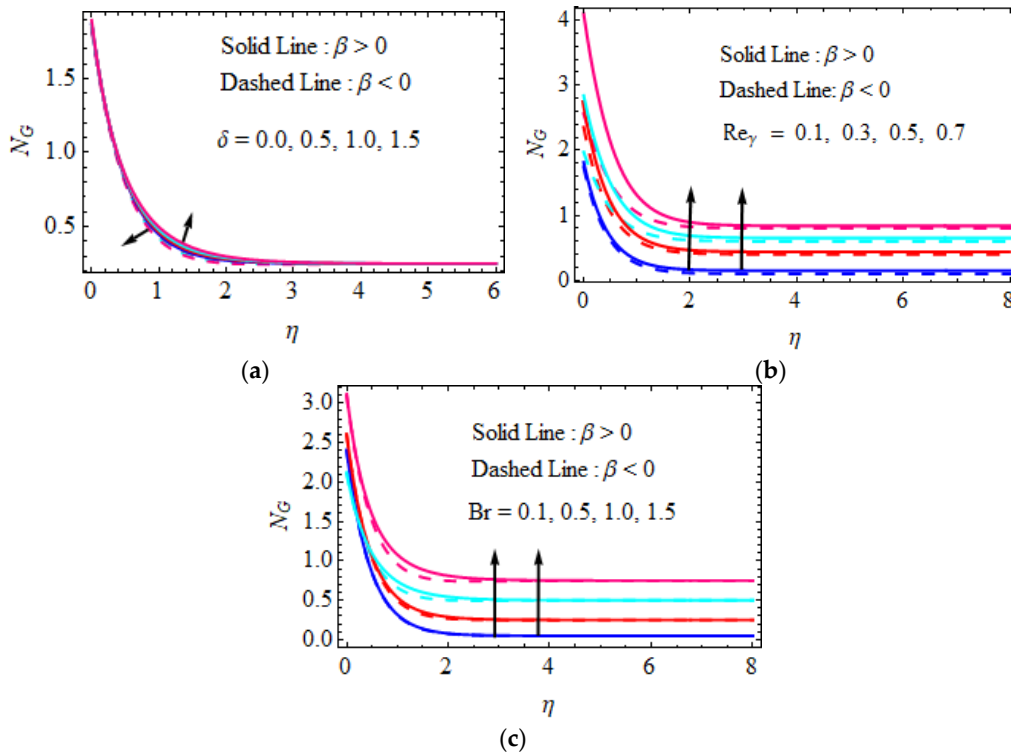 Solid Line : β > 0
Dashed Line : β < 0
δ = 0.0, 0.5, 1.0, 1.5
N_G
1.5
1.0
0.5
0 1 2 3 4 5 6
η
(a)
Solid Line : β > 0
Dashed Line: β < 0
Re_γ = 0.1, 0.3, 0.5, 0.7
N_G
4
3
2
1
0
0 2 4 6 8
η
(b)
Solid Line : β > 0
Dashed Line : β < 0
Br = 0.1, 0.5, 1.0, 1.5
N_G
3.0
2.5
2.0
1.5
1.0
0.5
0.0
0 2 4 6 8
η
(c)